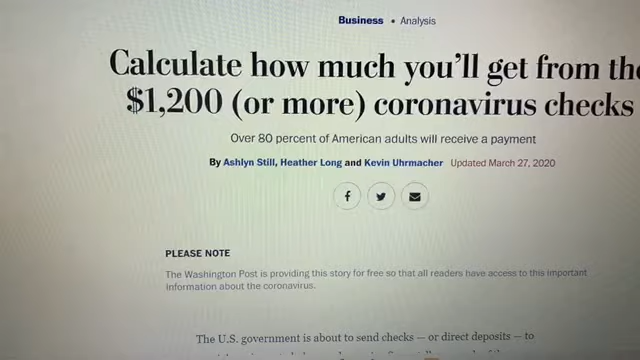 Business • Analysis
Calculate how much you'll get from the
$1,200 (or more) coronavirus checks
Over 80 percent of American adults will receive a payment
By Ashlyn Still, Heather Long and Kevin Uhrmacher Updated March 27, 2020
PLEASE NOTE
The Washington Post is providing this story for free so that all readers have access to this important
information about the coronavirus.
The U.S. government is about to send checks — or direct deposits — to